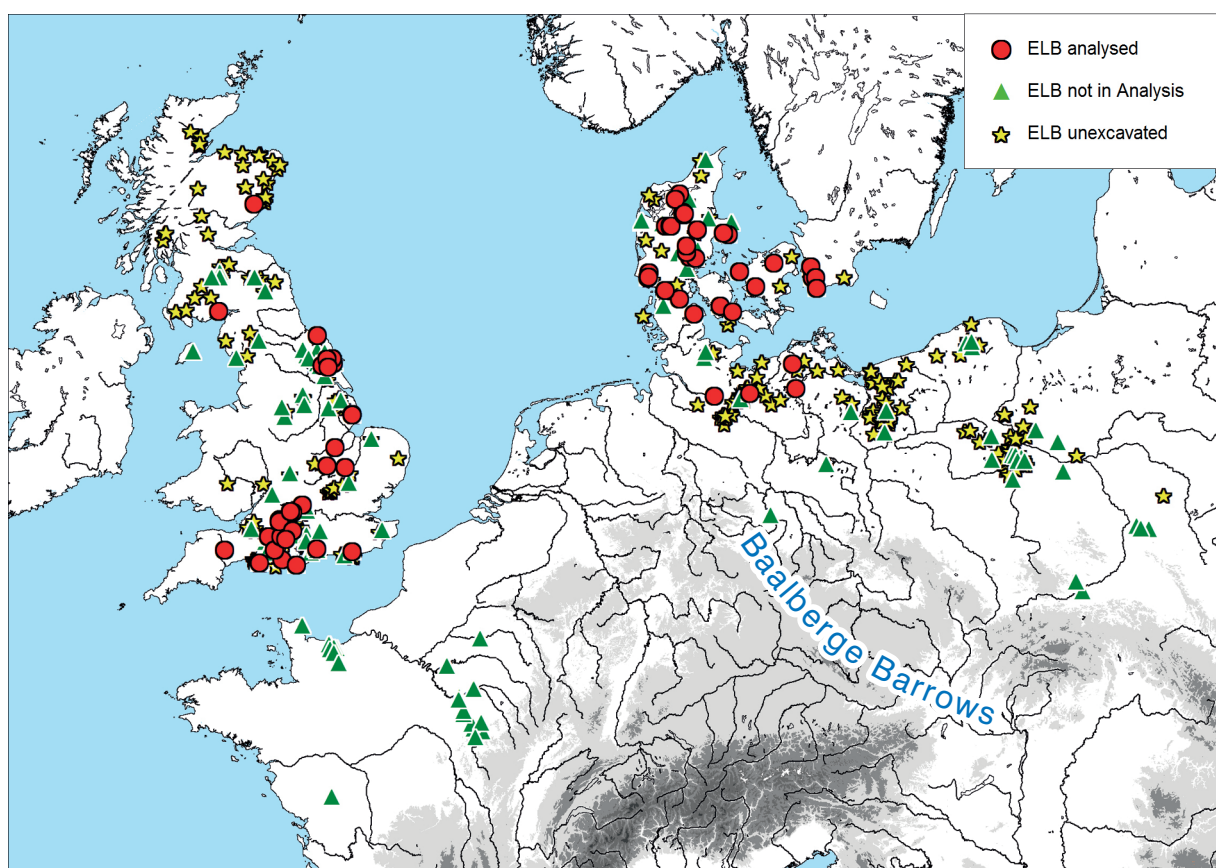 ELB analysed
ELB not in Analysis
ELB unexcavated
Baalberge Barrows